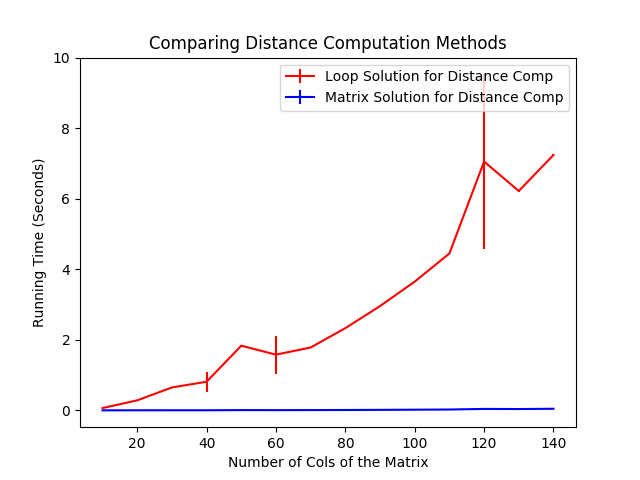 Comparing Distance Computation Methods
Loop Solution for Distance Comp
Matrix Solution for Distance Comp
Running Time (Seconds)
10
8
6
4
2
0
20 40 60 80 100 120 140
Number of Cols of the Matrix